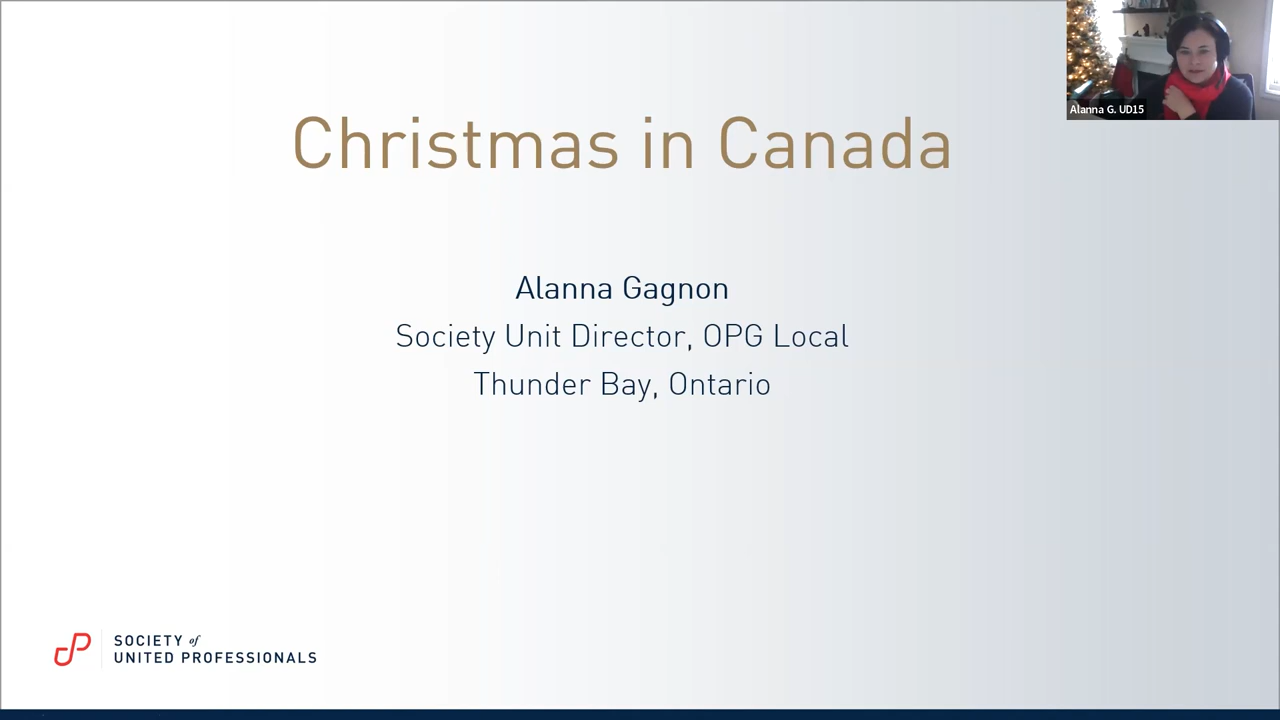 Christmas in Canada
Alanna G. UD15
Alanna Gagnon
Society Unit Director, OPG Local
Thunder Bay, Ontario
SOCIETY of
UNITED PROFESSIONALS